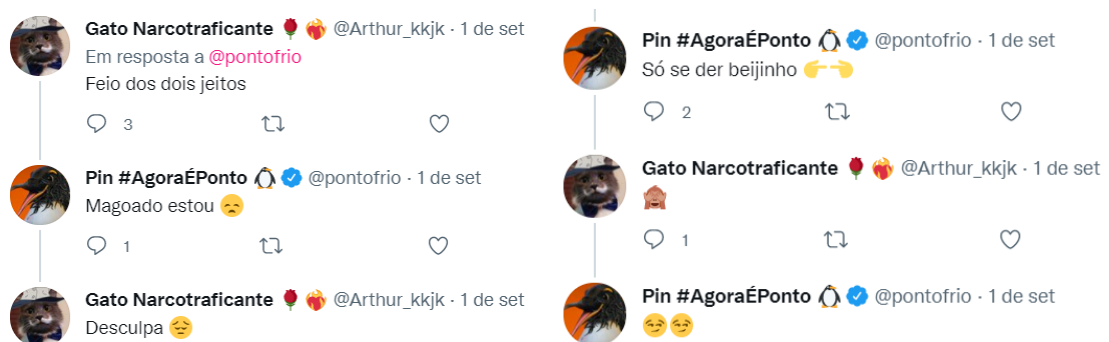 Gato Narcotraficante 🌹 ❤️‍🔥 @Arthur_kkjk · 1 de set
Em resposta a @pontofrio
Feio dos dois jeitos
3
Pin #AgoraÉPonto 🐧 @pontofrio · 1 de set
Magoado estou 😞
1
Gato Narcotraficante 🌹 ❤️‍🔥 @Arthur_kkjk · 1 de set
Desculpa 😔
Pin #AgoraÉPonto 🐧 @pontofrio · 1 de set
Só se der beijinho 👉👈
2
Gato Narcotraficante 🌹 ❤️‍🔥 @Arthur_kkjk · 1 de set
🙈
1
Pin #AgoraÉPonto 🐧 @pontofrio · 1 de set
😏😏